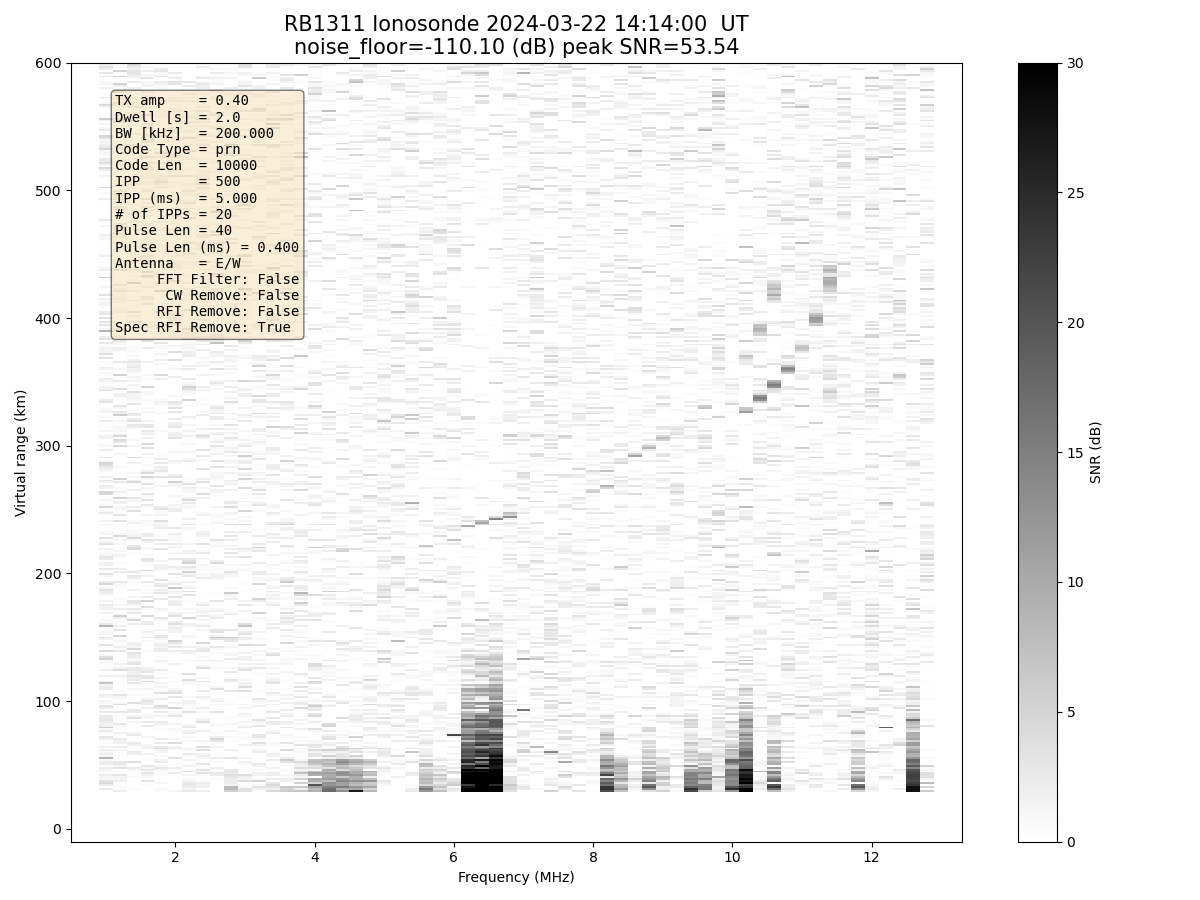 RB1311 Ionosonde 2024-03-22 14:14:00 UT
noise_floor=-110.10 (dB) peak SNR=53.54
TX amp = 0.40
Dwell [s] = 2.0
BW [kHz] = 200.000
Code Type = prn
Code Len = 10000
IPP = 500
IPP (ms) = 5.000
# of IPPs = 20
Pulse Len = 40
Pulse Len (ms) = 0.400
Antenna = E/W
FFT Filter: False
CW Remove: False
RFI Remove: False
Spec RFI Remove: True
600
500
400
300
200
100
0
Virtual range (km)
2 4 6 8 10 12
Frequency (MHz)
30
25
20
15
10
5
0
SNR (dB)